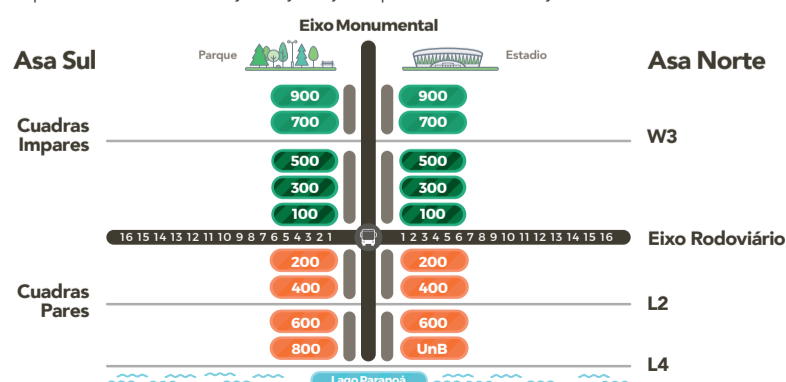 Eixo Monumental
Asa Sul
Parque
Estadio
Asa Norte
900
900
700
700
Cuadras
Impares
W3
500
500
300
300
100
100
16 15 14 13 12 11 10 9 8 7 6 5 4 3 2 1
1 2 3 4 5 6 7 8 9 10 11 12 13 14 15 16
Eixo Rodoviário
200
200
400
400
Cuadras
Pares
L2
600
600
800
UnB
L4
Lago Paranoá